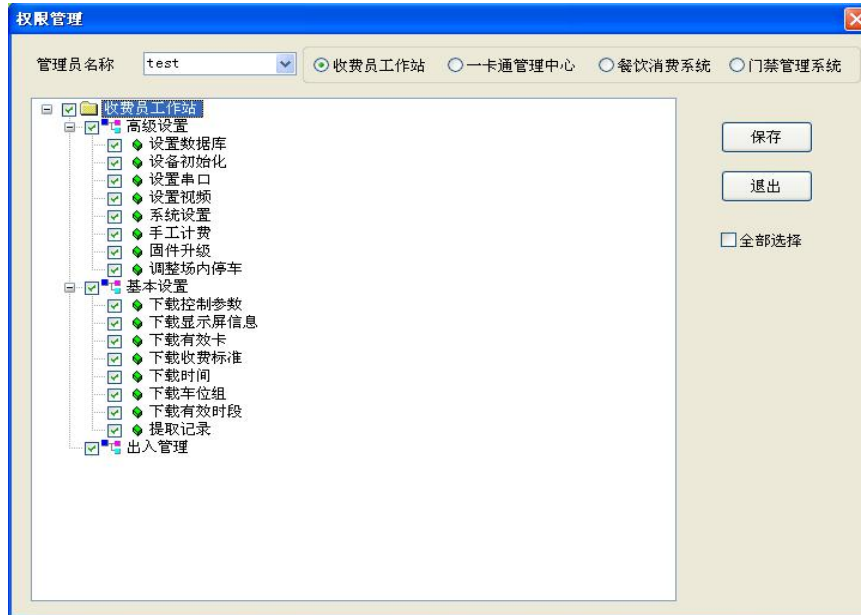 权限管理
管理员名称 test 收费员工作站 一卡通管理中心 餐饮消费系统 门禁管理系统
收费员工作站
高级设置
设置数据库
设备初始化
设置串口
设置视频
系统设置
手工计费
固件升级
调整场内停车
基本设置
下载控制参数
下载显示屏信息
下载有效卡
下载收费标准
下载时间
下载车位组
下载有效时段
提取记录
出入管理
保存
退出
全部选择